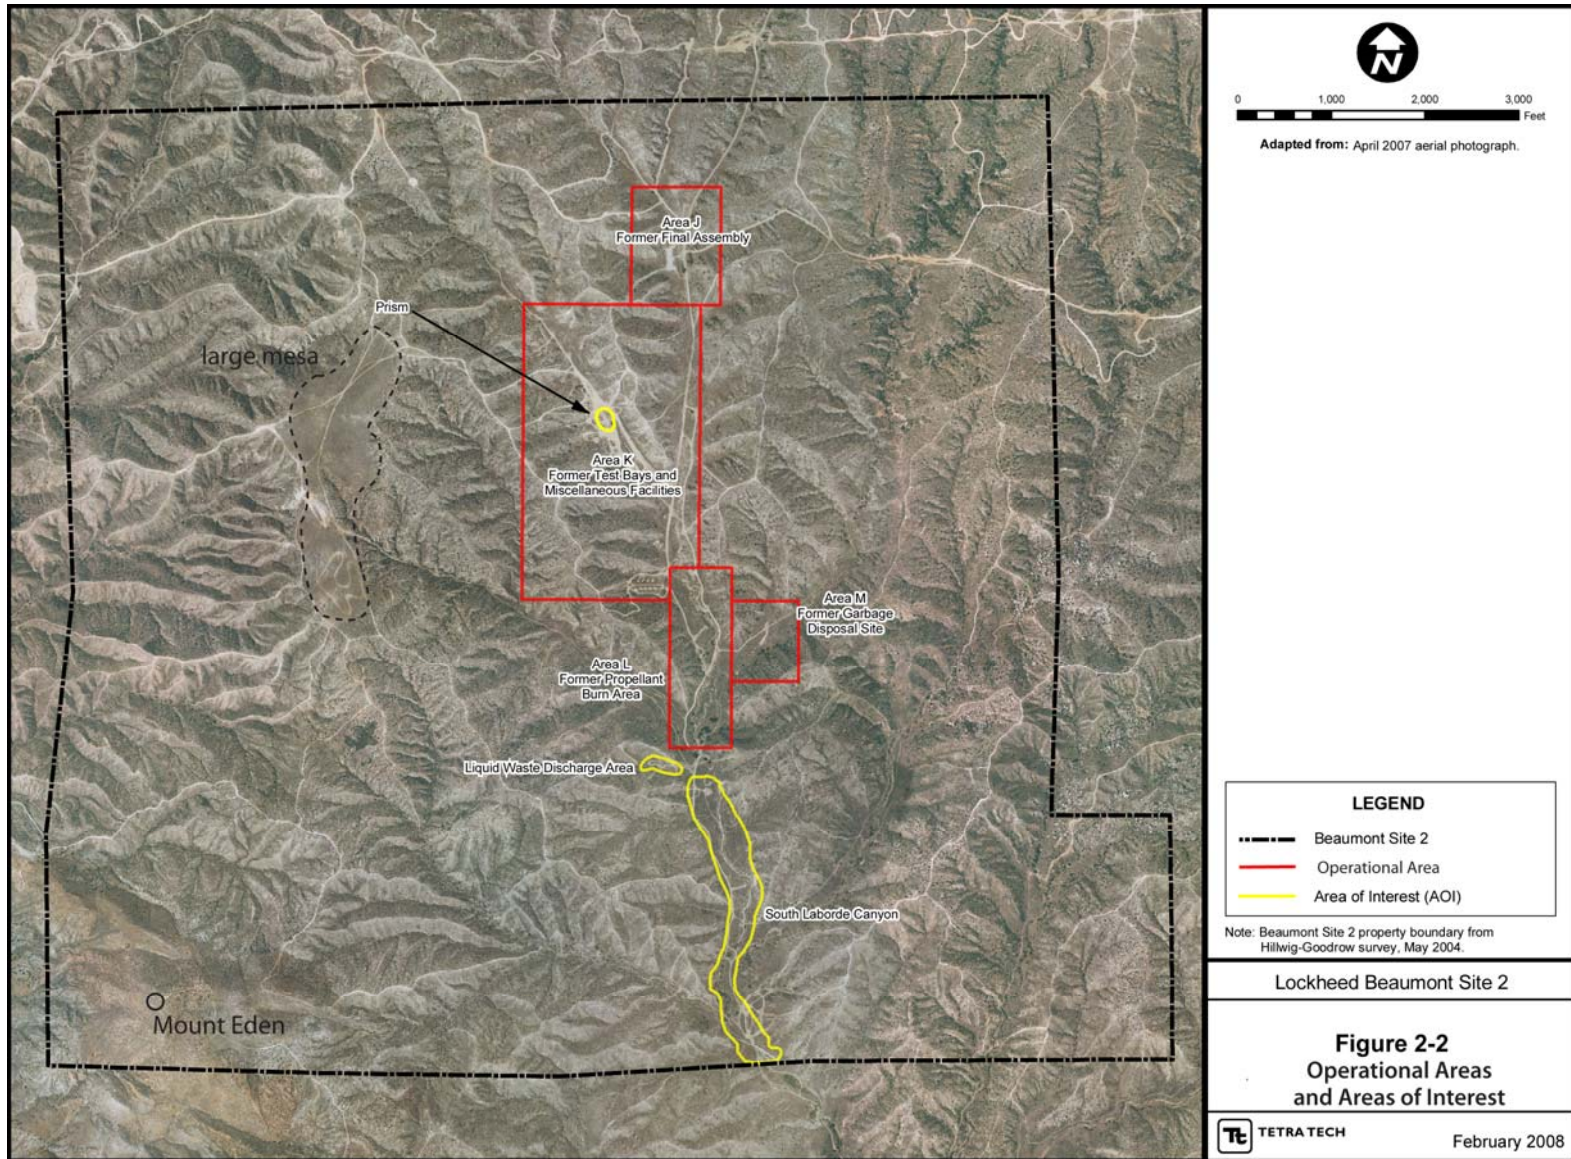 Area J
Former Final Assembly
Prism
large mesa
Area K
Former Test Bays and
Miscellaneous Facilities
Area M
Former Garbage
Disposal Site
Area L
Former Propellant
Burn Area
Liquid Waste Discharge Area
South Laborde Canyon
Mount Eden
N
0 1,000 2,000 3,000
Feet
Adapted from: April 2007 aerial photograph.
LEGEND
Beaumont Site 2
Operational Area
Area of Interest (AOI)
Note: Beaumont Site 2 property boundary from
Hillwig-Goodrow survey, May 2004.
Lockheed Beaumont Site 2
Figure 2-2
Operational Areas
and Areas of Interest
Tt TETRA TECH
February 2008